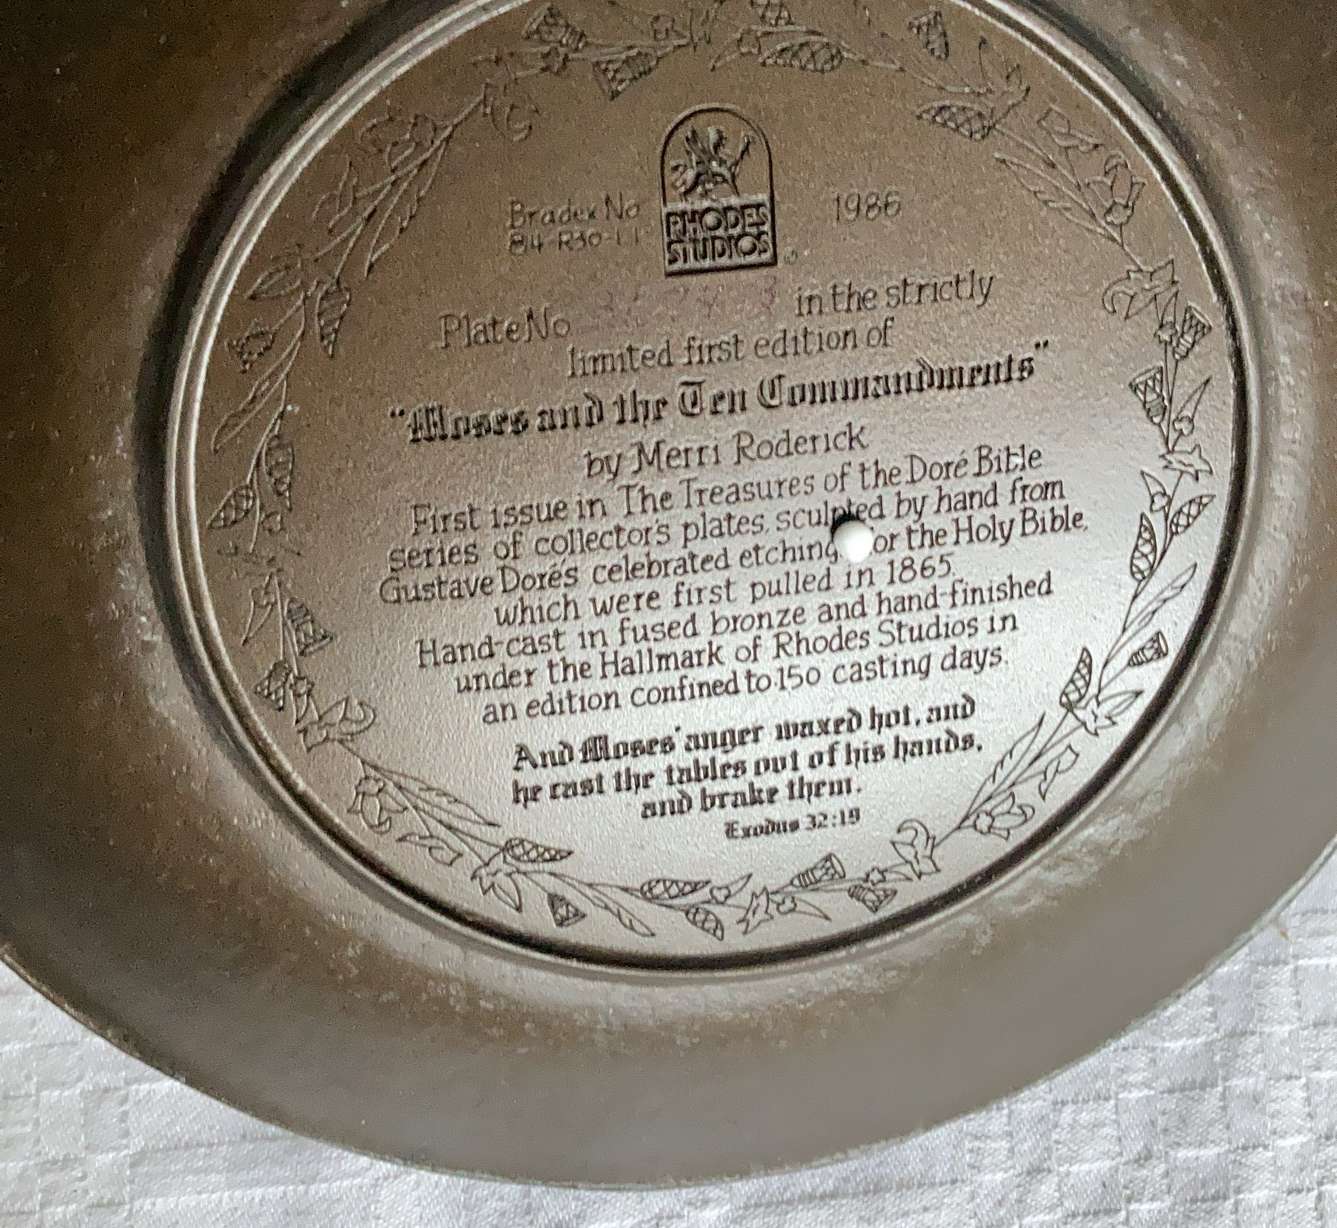 Bradex No
84-R30-1.1
RHODES
STUDIOS
1986
Plate No in the strictly
limited first edition of
"Moses and the Ten Commandments"
by Merri Roderick
First issue in The Treasures of the Doré Bible
series of collector's plates, sculpted by hand from
Gustave Doré's celebrated etching or the Holy Bible,
which were first pulled in 1865.
Hand-cast in fused bronze and hand-finished
under the Hallmark of Rhodes Studios in
an edition confined to 150 casting days.
And Moses' anger waxed hot, and
he cast the tables out of his hands,
and brake them.
Exodus 32:19